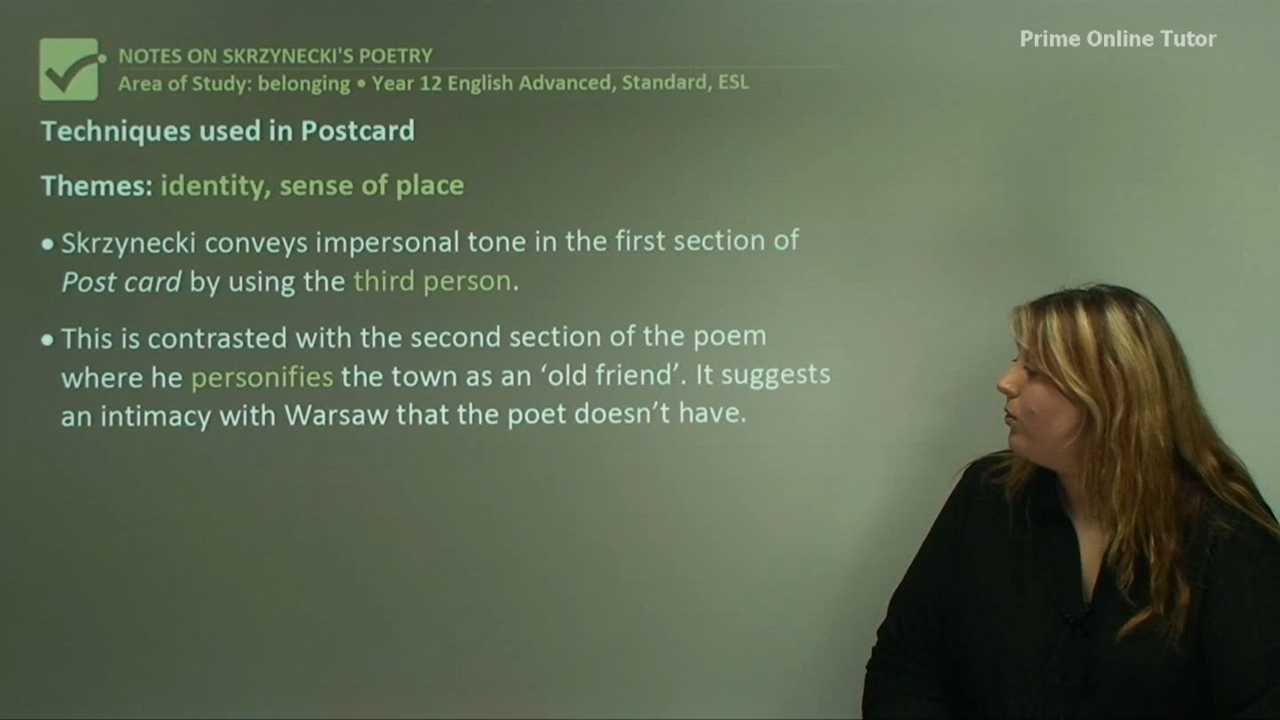 Prime Online Tutor
NOTES ON SKRZYNECKI'S POETRY
Area of Study: belonging • Year 12 English Advanced, Standard, ESL
Techniques used in Postcard
Themes: identity, sense of place
• Skrzynecki conveys impersonal tone in the first section of
Post card by using the third person.
• This is contrasted with the second section of the poem
where he personifies the town as an ‘old friend’. It suggests
an intimacy with Warsaw that the poet doesn’t have.